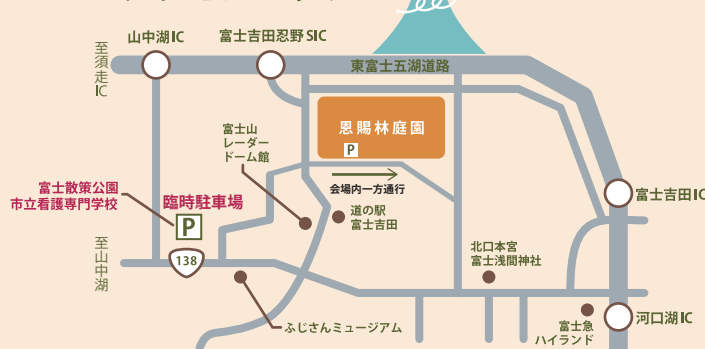 山中湖IC
富士吉田忍野SIC
至須走IC
東富士五湖道路
恩賜林庭園
P
富士山
レーダー
ドーム館
会場内一方通行
富士散策公園
市立看護専門学校
臨時駐車場
P
道の駅
富士吉田
富士吉田IC
至山中湖
138
北口本宮
富士浅間神社
ふじさんミュージアム
富士急
ハイランド
河口湖IC